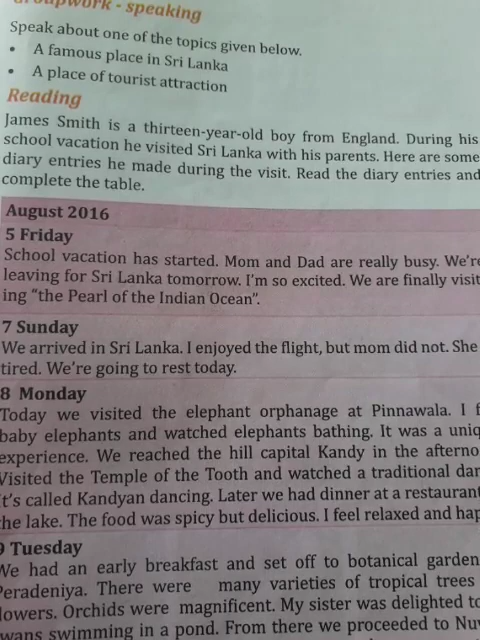 Groupwork - speaking
Speak about one of the topics given below.
• A famous place in Sri Lanka
• A place of tourist attraction
Reading
James Smith is a thirteen-year-old boy from England. During his
school vacation he visited Sri Lanka with his parents. Here are some
diary entries he made during the visit. Read the diary entries and
complete the table.
August 2016
5 Friday
School vacation has started. Mom and Dad are really busy. We're
leaving for Sri Lanka tomorrow. I'm so excited. We are finally visit
ing “the Pearl of the Indian Ocean”.
7 Sunday
We arrived in Sri Lanka. I enjoyed the flight, but mom did not. She
tired. We're going to rest today.
8 Monday
Today we visited the elephant orphanage at Pinnawala. I
baby elephants and watched elephants bathing. It was a
experience. We reached the hill capital Kandy in the
Visited the Temple of the Tooth and watched a traditional
It's called Kandyan dancing. Later we had dinner at a restaurant
the lake. The food was spicy but delicious. I feel relaxed and
9 Tuesday
We had an early breakfast and set off to botanical
Peradeniya. There were many varieties of tropical trees
flowers. Orchids were magnificent. My sister was delighted
swans swimming in a pond. From there we proceeded to